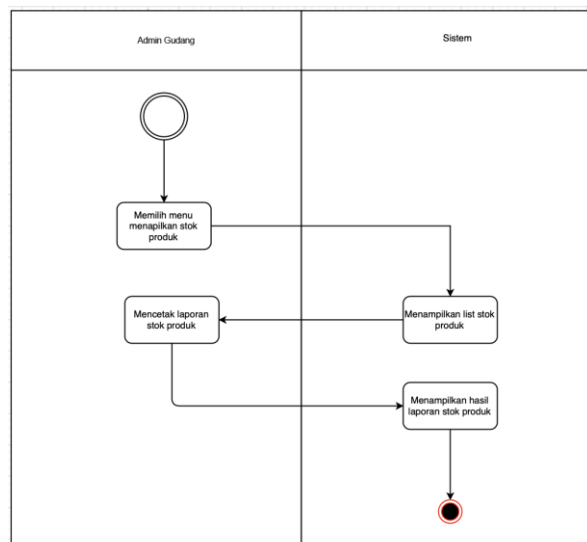 Admin Gudang
Sistem
Memilih menu
menapilkan stok
produk
Mencetak laporan
stok produk
Menampilkan list stok
produk
Menampilkan hasil
laporan stok produk